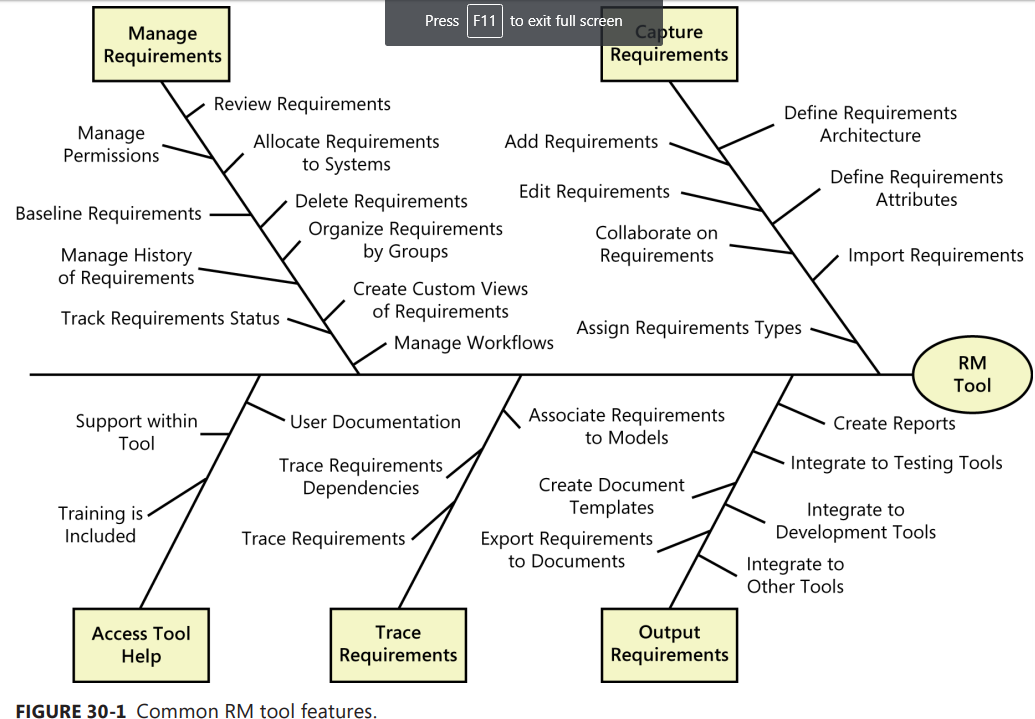 Press F11 to exit full screen
Manage
Requirements
Capture
Requirements
Review Requirements
Manage
Permissions
Allocate Requirements
to Systems
Baseline Requirements
Delete Requirements
Organize Requirements
by Groups
Manage History
of Requirements
Create Custom Views
of Requirements
Track Requirements Status
Manage Workflows
Define Requirements
Architecture
Add Requirements
Define Requirements
Attributes
Edit Requirements
Collaborate on
Requirements
Import Requirements
Assign Requirements Types
RM
Tool
Support within
Tool
User Documentation
Training is
Included
Associate Requirements
to Models
Trace Requirements
Dependencies
Trace Requirements
Create Reports
Integrate to Testing Tools
Create Document
Templates
Integrate to
Development Tools
Export Requirements
to Documents
Integrate to
Other Tools
Access Tool
Help
Trace
Requirements
Output
Requirements
FIGURE 30-1 Common RM tool features.